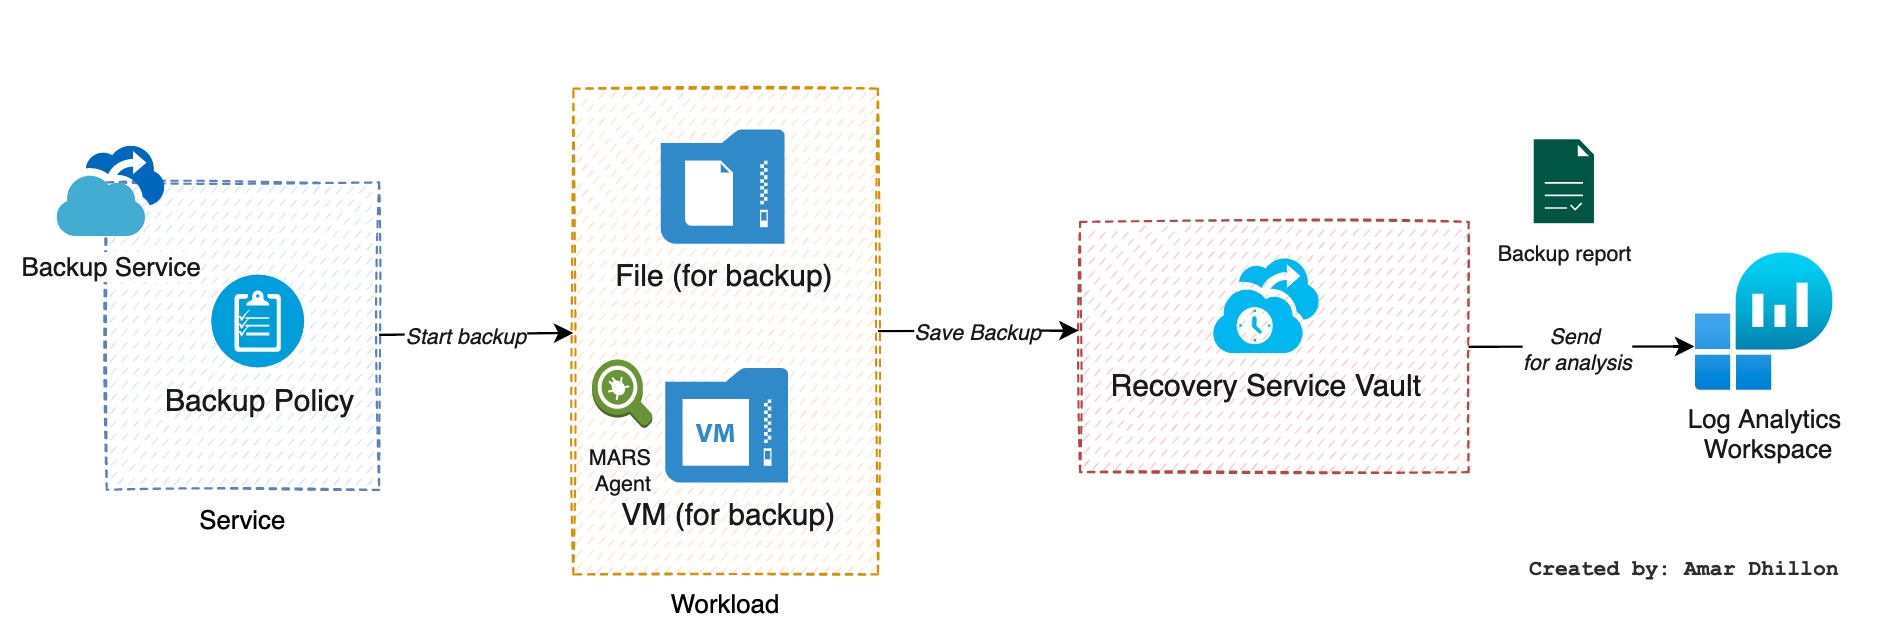 Backup Service
Backup Policy
Service
Start backup
File (for backup)
VM
MARS
Agent
VM (for backup)
Workload
Save Backup
Recovery Service Vault
Backup report
Send
for analysis
Log Analytics
Workspace
Created by: Amar Dhillon